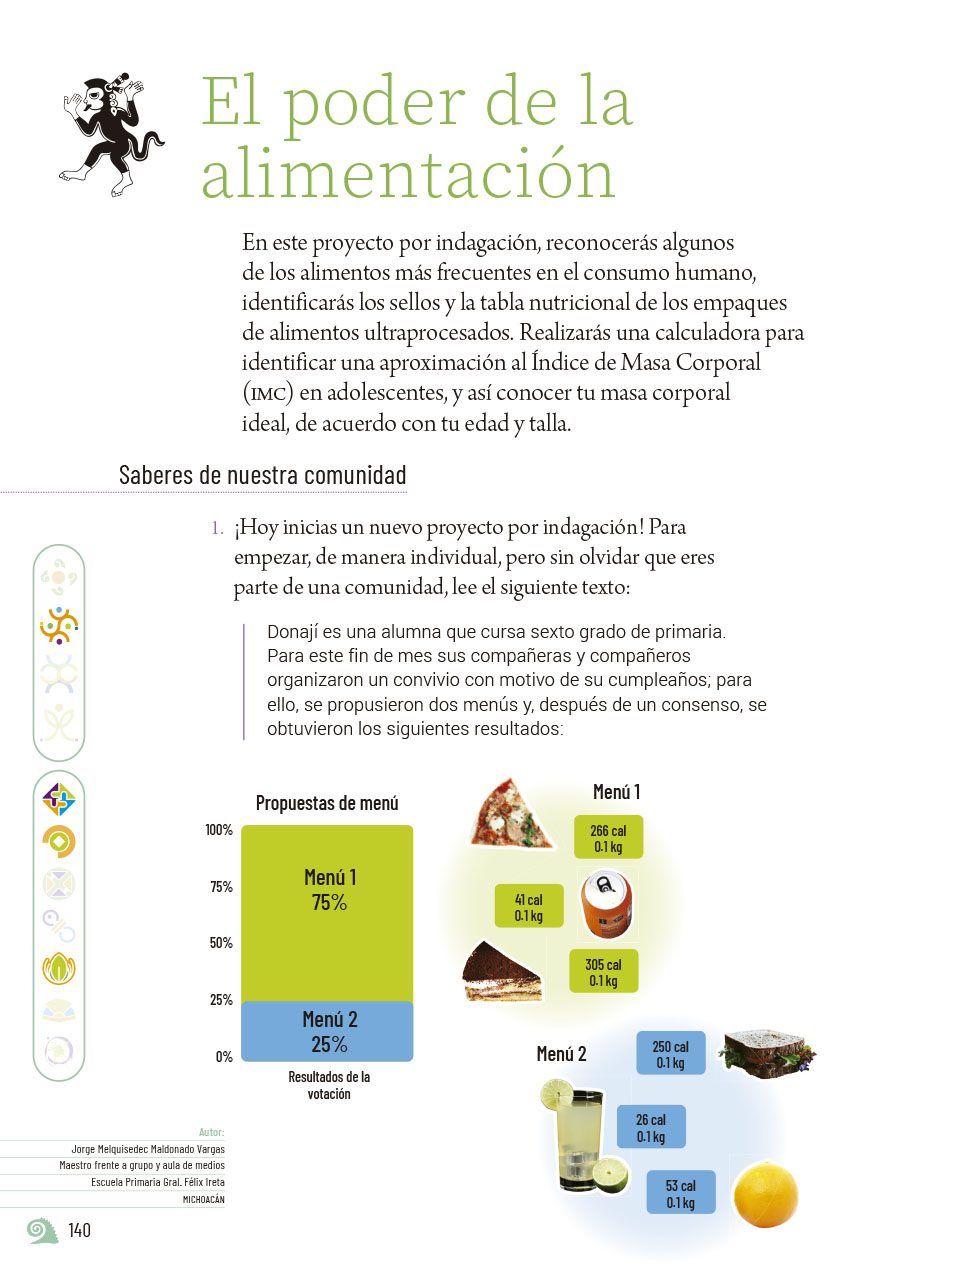 El poder de la
alimentación
En este proyecto por indagación, reconocerás algunos
de los alimentos más frecuentes en el consumo humano,
identificarás los sellos y la tabla nutricional de los empaques
de alimentos ultraprocesados. Realizarás una calculadora para
identificar una aproximación al Índice de Masa Corporal
(IMC) en adolescentes, y así conocer tu masa corporal
ideal, de acuerdo con tu edad y talla.
Saberes de nuestra comunidad
1. ¡Hoy inicias un nuevo proyecto por indagación! Para
empezar, de manera individual, pero sin olvidar que eres
parte de una comunidad, lee el siguiente texto:
Donají es una alumna que cursa sexto grado de primaria.
Para este fin de mes sus compañeras y compañeros
organizaron un convivio con motivo de su cumpleaños; para
ello, se propusieron dos menús y, después de un consenso, se
obtuvieron los siguientes resultados:
Propuestas de menú
100%
75%
50%
25%
0%
Menú 1
75%
Menú 2
25%
Resultados de la
votación
Menú 1
266 cal
0.1 kg
41 cal
0.1 kg
305 cal
0.1 kg
Menú 2
250 cal
0.1 kg
26 cal
0.1 kg
53 cal
0.1 kg
Autor:
Jorge Melquisedec Maldonado Vargas
Maestro frente a grupo y aula de medios
Escuela Primaria Gral. Félix Ireta
MICHOACÁN
140